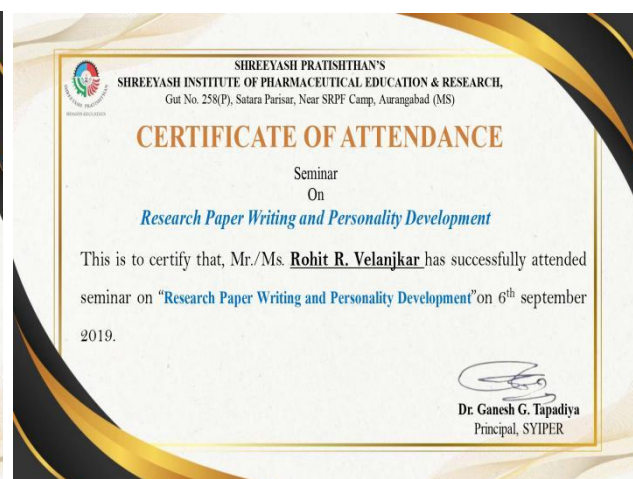 SHREEYASH PRATISHTHAN'S
SHREEYASH INSTITUTE OF PHARMACEUTICAL EDUCATION & RESEARCH,
Gut No. 258(P), Satara Parisar, Near SRPF Camp, Aurangabad (MS)
CERTIFICATE OF ATTENDANCE
Seminar
On
Research Paper Writing and Personality Development
This is to certify that, Mr./Ms. Rohit R. Velanjkar has successfully attended
seminar on “Research Paper Writing and Personality Development”on 6th september
2019.
Dr. Ganesh G. Tapadiya
Principal, SYIPER
SHREEYASH PRATISHTHAN